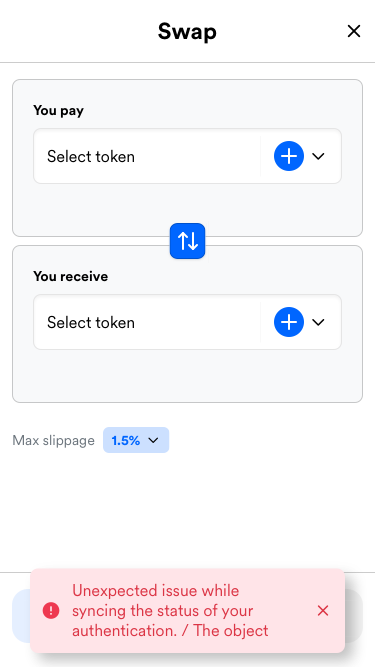 Swap
You pay
Select token
You receive
Select token
Max slippage 1.5%
Unexpected issue while
syncing the status of your
authentication. / The object